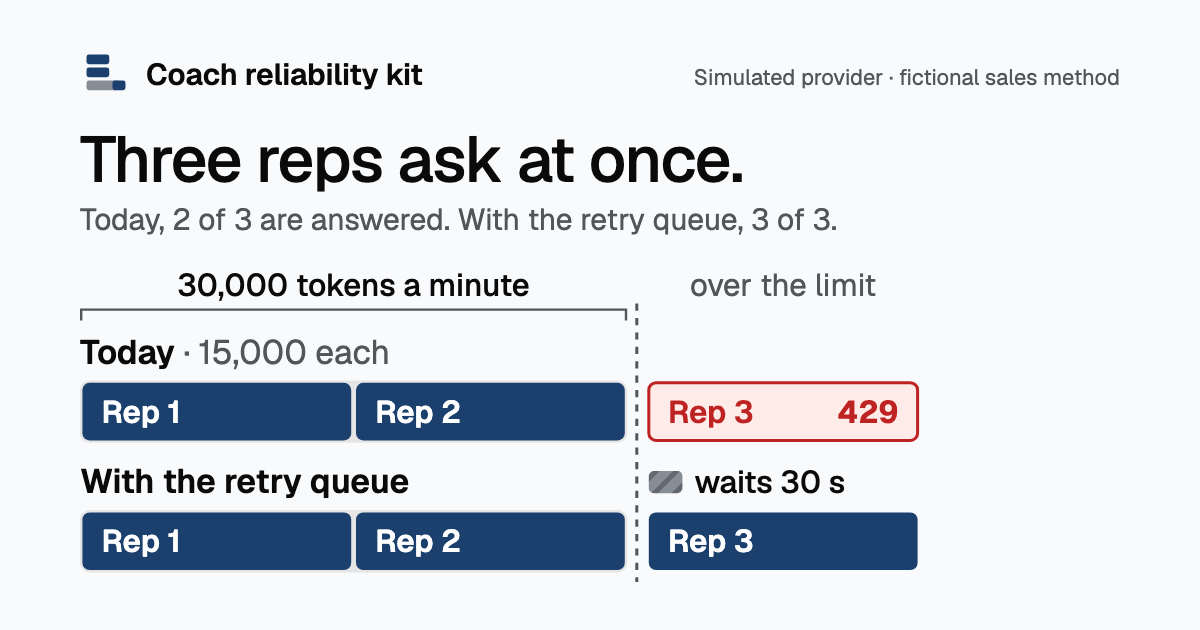 Coach reliability kit
Simulated provider · fictional sales method
Three reps ask at once.
Today, 2 of 3 are answered. With the retry queue, 3 of 3.
30,000 tokens a minute
over the limit
Today · 15,000 each
Rep 1
Rep 2
Rep 3
429
With the retry queue
waits 30 s
Rep 1
Rep 2
Rep 3